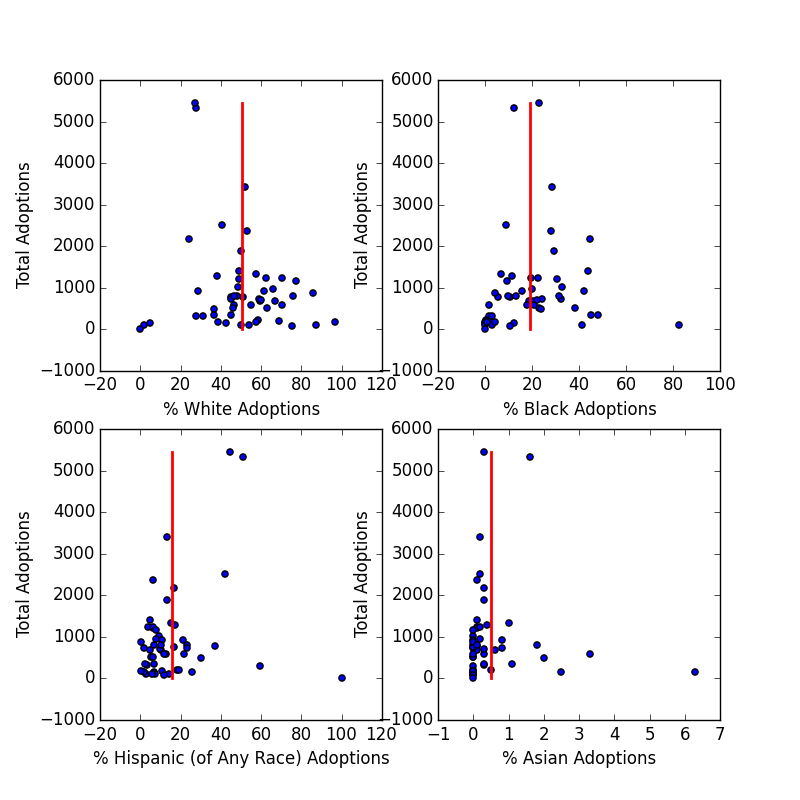 6000
5000
4000
3000
2000
1000
0
−1000
−20 0 20 40 60 80 100 120
Total Adoptions
% White Adoptions
6000
5000
4000
3000
2000
1000
0
−1000
−20 0 20 40 60 80 100
Total Adoptions
% Black Adoptions
6000
5000
4000
3000
2000
1000
0
−1000
−20 0 20 40 60 80 100 120
Total Adoptions
% Hispanic (of Any Race) Adoptions
6000
5000
4000
3000
2000
1000
0
−1000
−1 0 1 2 3 4 5 6 7
Total Adoptions
% Asian Adoptions